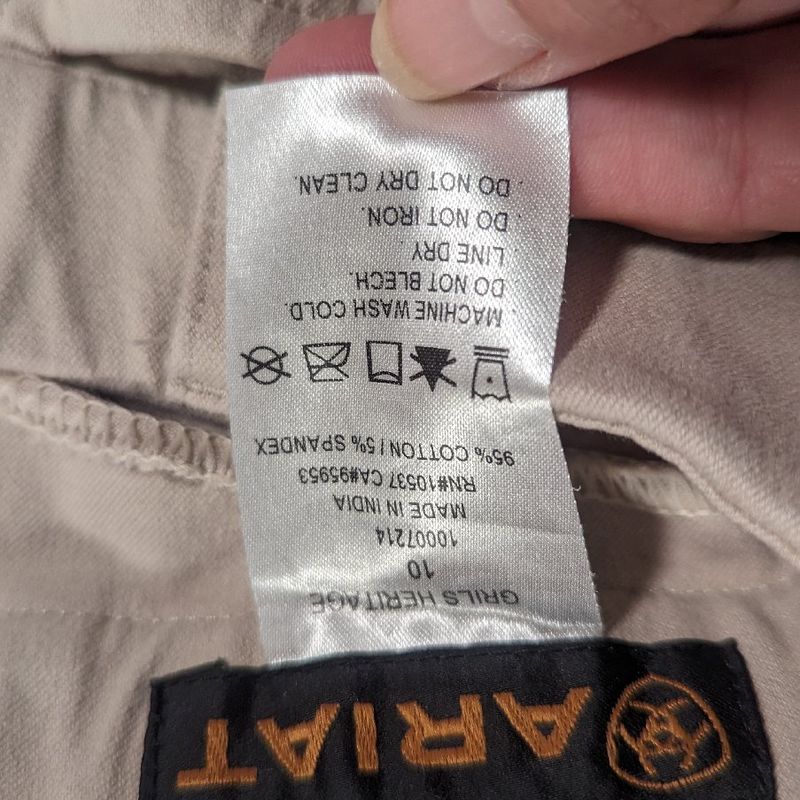 ARIAT
GRILS HERITAGE
10
10007214
MADE IN INDIA
RN#10537 CA#95953
95% COTTON / 5% SPANDEX
. MACHINE WASH COLD.
DO NOT BLECH.
LINE DRY .
. DO NOT IRON.
. DO NOT DRY CLEAN.